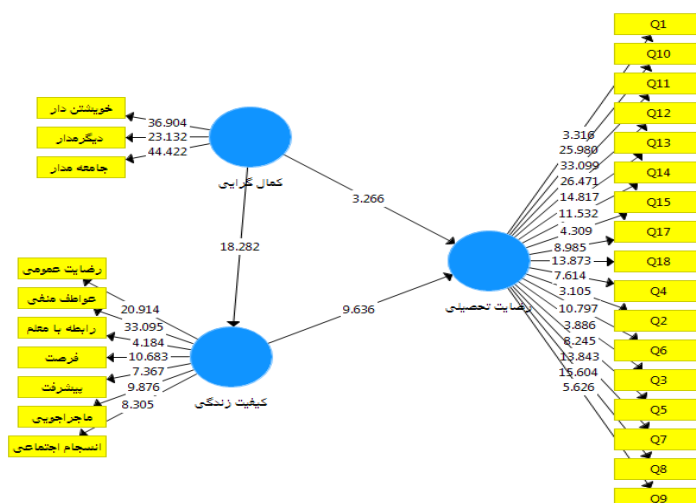 Q1
Q10
Q11
Q12
Q13
Q14
Q15
Q17
Q18
Q4
Q2
Q6
Q3
Q5
Q7
Q8
Q9
3.316
25.980
33.099
26.471
14.817
11.532
4.309
8.985
13.873
7.614
3.105
10.797
3.886
8.245
13.843
15.604
5.626
خویشتن دار
دیگرمدار
جامعه مدار
36.904
23.132
44.422
کمال گرایی
3.266
18.282
9.636
رضایت تحصیلی
رضایت عمومی
عواطف منفی
رابطه با معلم
فرصت
پیشرفت
ماجراجویی
انسجام اجتماعی
20.914
33.095
4.184
10.683
7.367
9.876
8.305
کیفیت زندگی